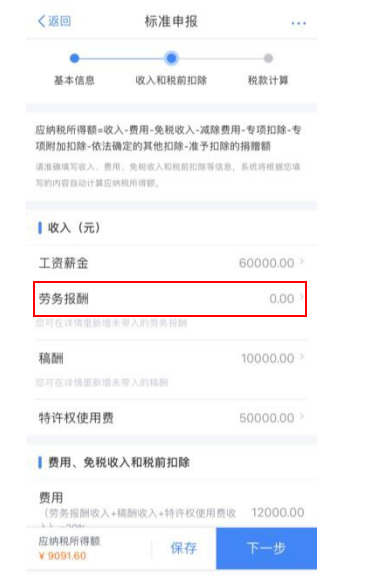 返回
标准申报
...
基本信息
收入和税前扣除
税款计算
应纳税所得额=收入-费用-免税收入-减除费用-专项扣除-专
项附加扣除-依法确定的其他扣除-准予扣除的捐赠额
请准确填写收入、费用、免税收入和税前扣除等信息,系统将根据您填
写的内容自动计算应纳税所得额。
收入(元)
工资薪金 60000.00
劳务报酬 0.00
您可在详情里新增未带入的劳务报酬
稿酬 10000.00
您可在详情里新增未带入的稿酬
特许权使用费 50000.00
费用、免税收入和税前扣除
费用
(劳务报酬收入+稿酬收入+特许权使用费收 12000.00
应纳税所得额
¥ 9091.60
保存
下一步